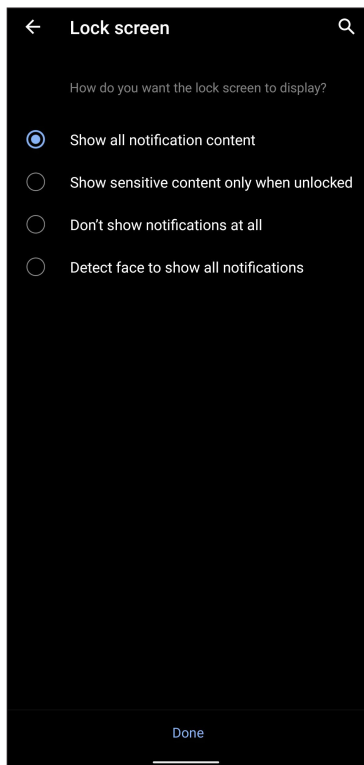 Lock screen
How do you want the lock screen to display?
Show all notification content
Show sensitive content only when unlocked
Don’t show notifications at all
Detect face to show all notifications
Done